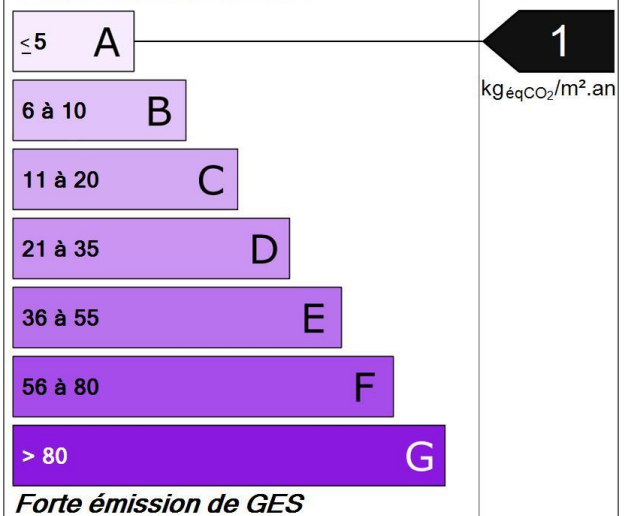 ≤5 A
1
kgéqCO₂/m².an
6 à 10 B
11 à 20 C
21 à 35 D
36 à 55 E
56 à 80 F
> 80 G
Forte émission de GES